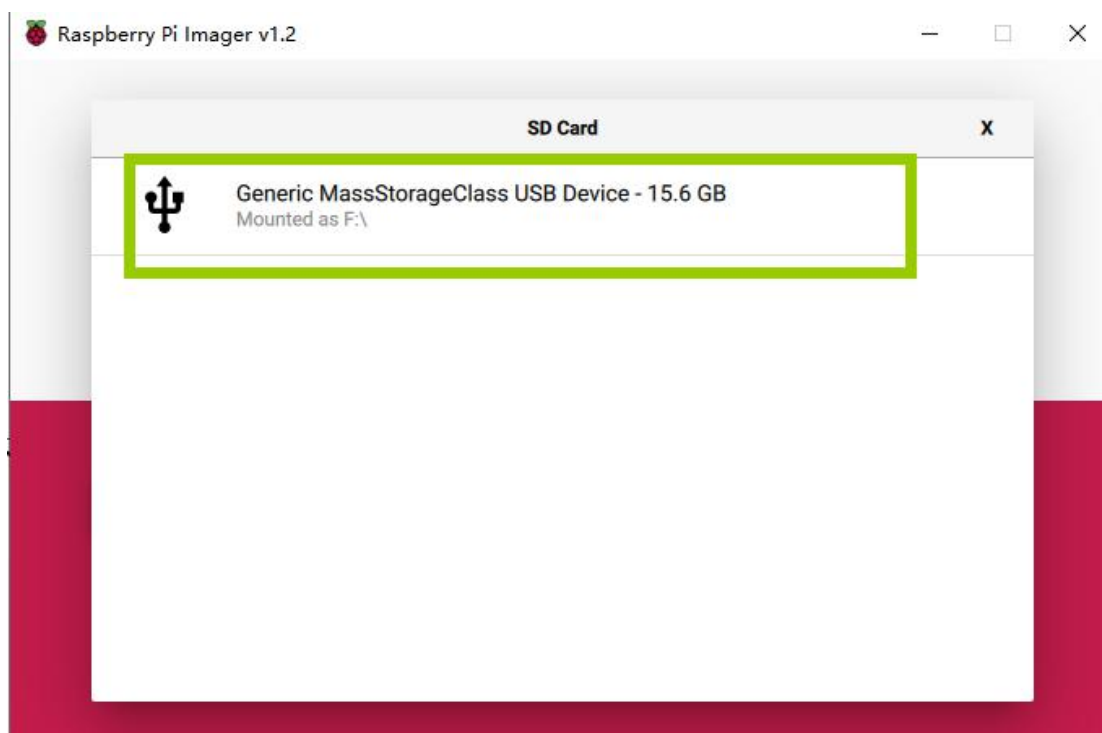 Raspberry Pi Imager v1.2
SD Card X
Generic MassStorageClass USB Device - 15.6 GB
Mounted as F:\